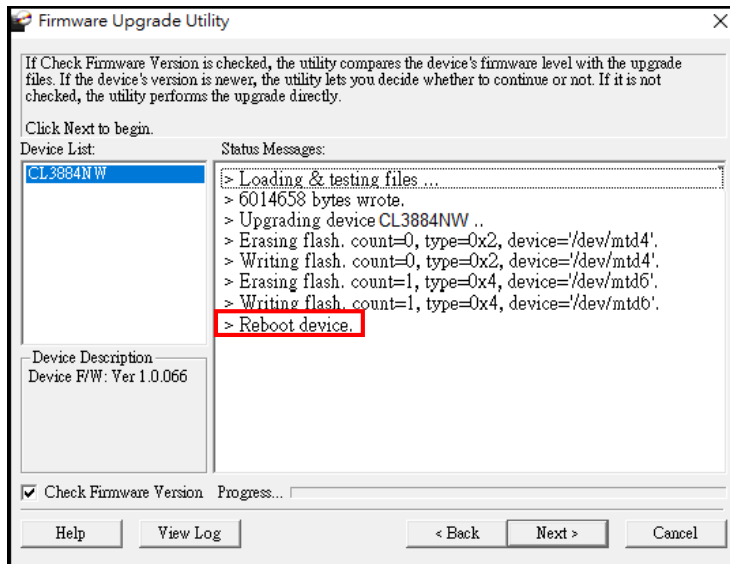 Firmware Upgrade Utility
If Check Firmware Version is checked, the utility compares the device's firmware level with the upgrade
files. If the device's version is newer, the utility lets you decide whether to continue or not. If it is not
checked, the utility performs the upgrade directly.
Click Next to begin.
Device List:
CL3884NW
Status Messages:
> Loading & testing files ...
> 6014658 bytes wrote.
> Upgrading device CL3884NW ..
> Erasing flash. count=0, type=0x2, device='/dev/mtd4'.
> Writing flash. count=0, type=0x2, device='/dev/mtd4'.
> Erasing flash. count=1, type=0x4, device='/dev/mtd6'.
> Writing flash. count=1, type=0x4, device='/dev/mtd6'.
> Reboot device.
Device Description
Device F/W: Ver 1.0.066
Check Firmware Version Progress...
Help View Log < Back Next > Cancel